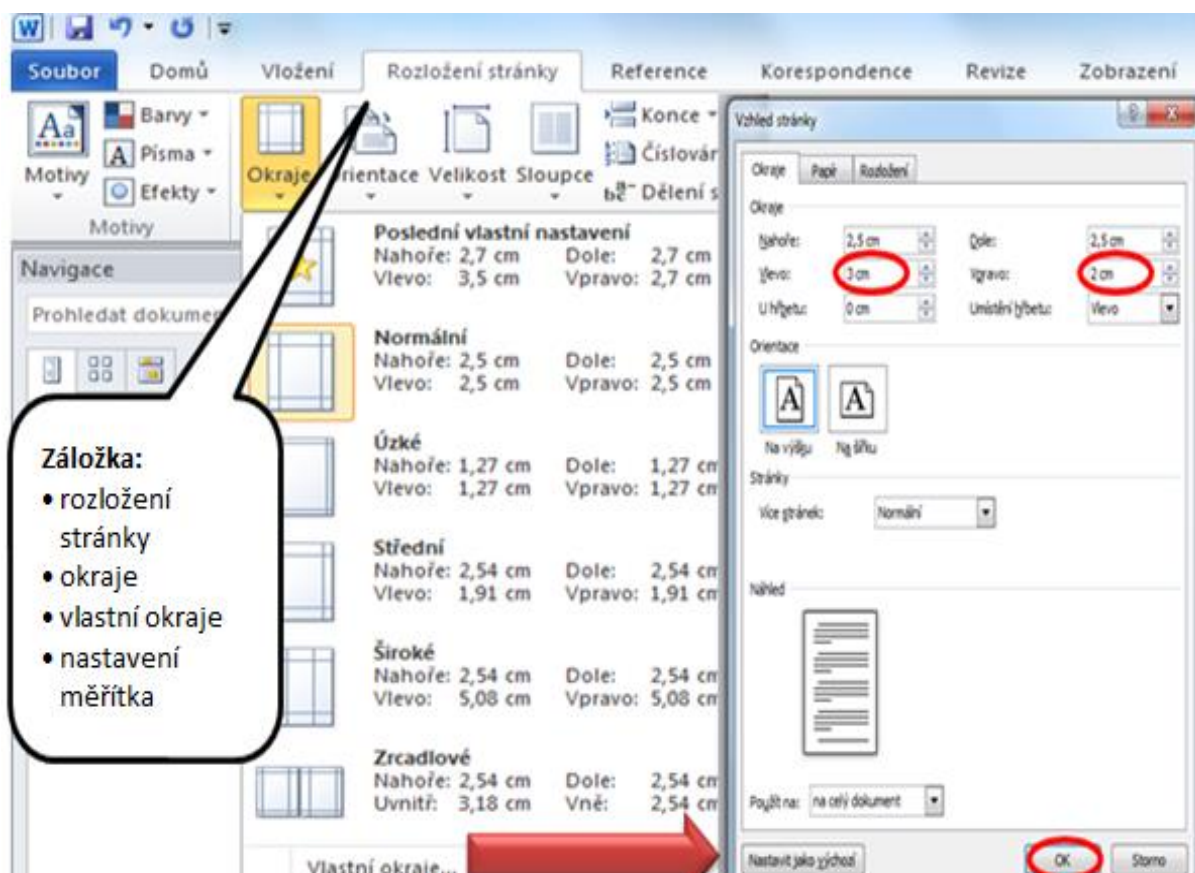 Soubor Domů Vložení Rozložení stránky Reference Korespondence Revize Zobrazení
Motivy
Barvy
Písma
Efekty
Okraje
Velikost
Sloupce
Konce
Dělení s
Motivy
Navigace
Poslední vlastní nastavení
Nahoře: 2,7 cm Dole: 2,7 cm
Vlevo: 3,5 cm Vpravo: 2,7 cm
Normální
Nahoře: 2,5 cm Dole: 2,5 cm
Vlevo: 2,5 cm Vpravo: 2,5 cm
Úzké
Nahoře: 1,27 cm Dole: 1,27 cm
Vlevo: 1,27 cm Vpravo: 1,27 cm
Střední
Nahoře: 2,54 cm Dole: 2,54 cm
Vlevo: 1,91 cm Vpravo: 1,91 cm
Široké
Nahoře: 2,54 cm Dole: 2,54 cm
Vlevo: 5,08 cm Vpravo: 5,08 cm
Zrcadlové
Nahoře: 2,54 cm Dole: 2,54 cm
Uvnitř: 3,18 cm Vně: 2,54 cm
Vlastní okraje...
Prohledat
Záložka:
• rozložení
stránky
• okraje
• vlastní okraje
• nastavení
měřítka
Vzhled stránky
Okraje Papír Rozložení
Okraje
Nahoře: 2,5 cm Dole: 2,5 cm
Vlevo: 3 cm Vpravo: 2 cm
U hřbetu: 0 cm Umístění hřbetu: Vlevo
Orientace
A A
Na výšku Na šířku
Stránky
Více stránek: Normální
Náhled
Použít na: na celý dokument
Nastavit jako výchozí OK Storno